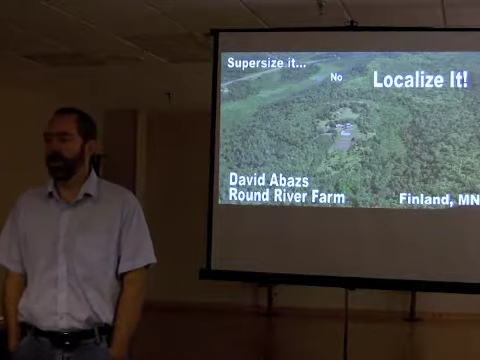 Supersize it...
No
Localize It!
David Abazs
Round River Farm
Finland, MN